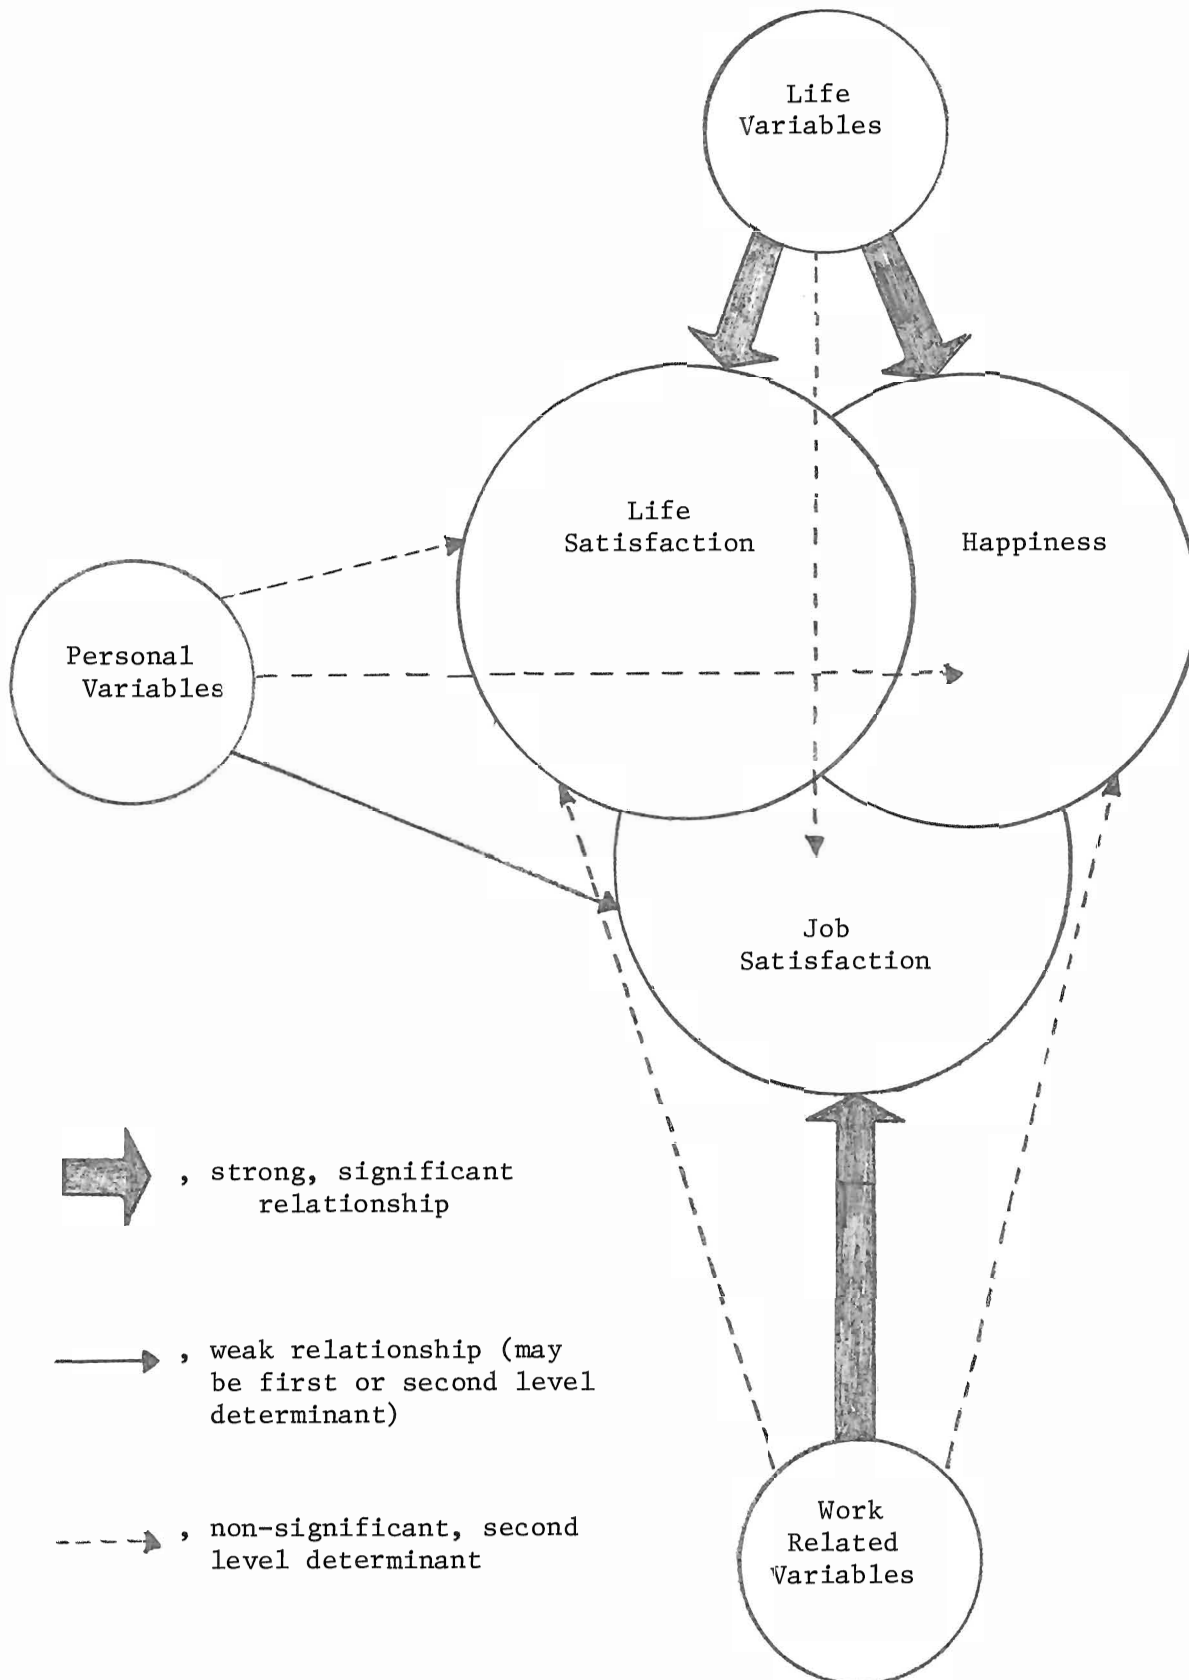 Life
Variables
Life
Satisfaction
Happiness
Personal
Variables
Job
Satisfaction
, strong, significant
relationship
, weak relationship (may
be first or second level
determinant)
, non-significant, second
level determinant
Work
Related
Variables